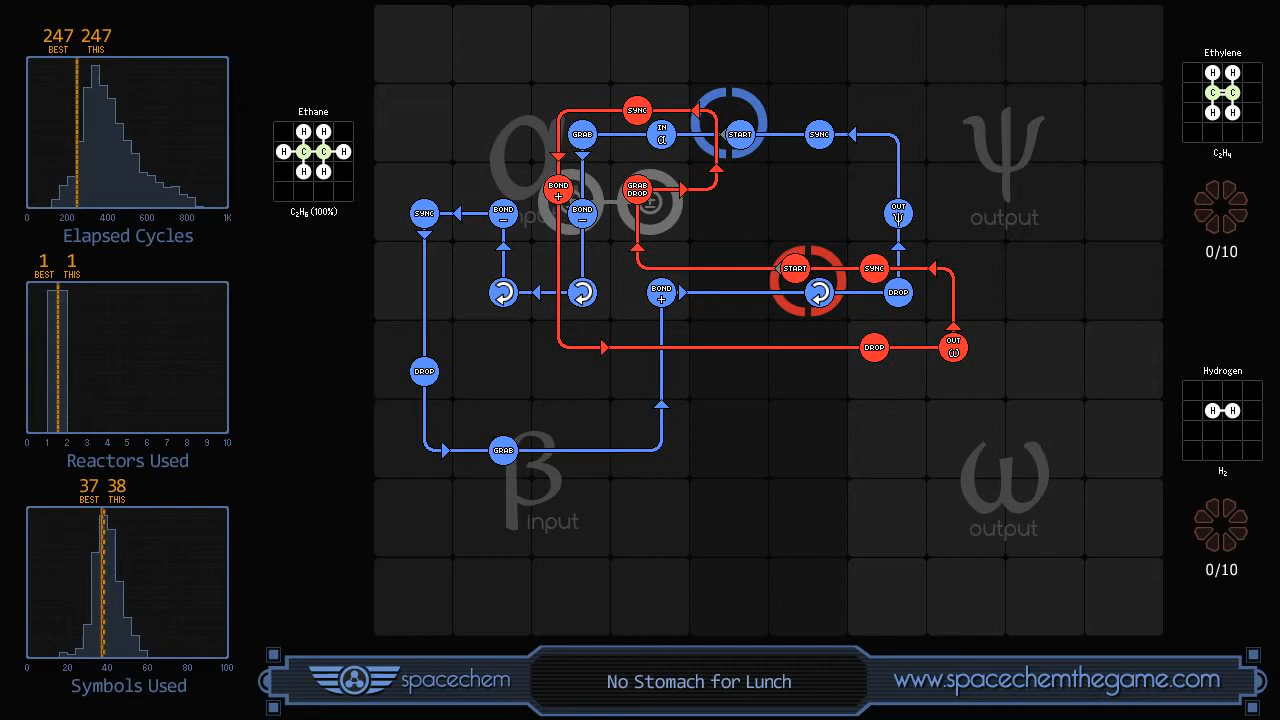 247 247
BEST THIS
0 200 400 600 800 1K
Elapsed Cycles
1 1
BEST THIS
0 1 2 3 4 5 6 7 8 9 10
Reactors Used
37 38
BEST THIS
0 20 40 60 80 100
Symbols Used
Ethane
H H
H C C H
H H
C₂H₆ (100%)
α
input
β
input
ψ
output
ω
output
SYNC
GRAB
IN
α
START
SYNC
BOND
+
GRAB
DROP
SYNC
BOND
-
BOND
OUT
ψ
START
SYNC
BOND
+
DROP
DROP
OUT
ω
DROP
GRAB
Ethylene
H H
C=C
H H
C₂H₄
0/10
Hydrogen
H H
H₂
0/10
spacechem
No Stomach for Lunch
www.spacechemthegame.com